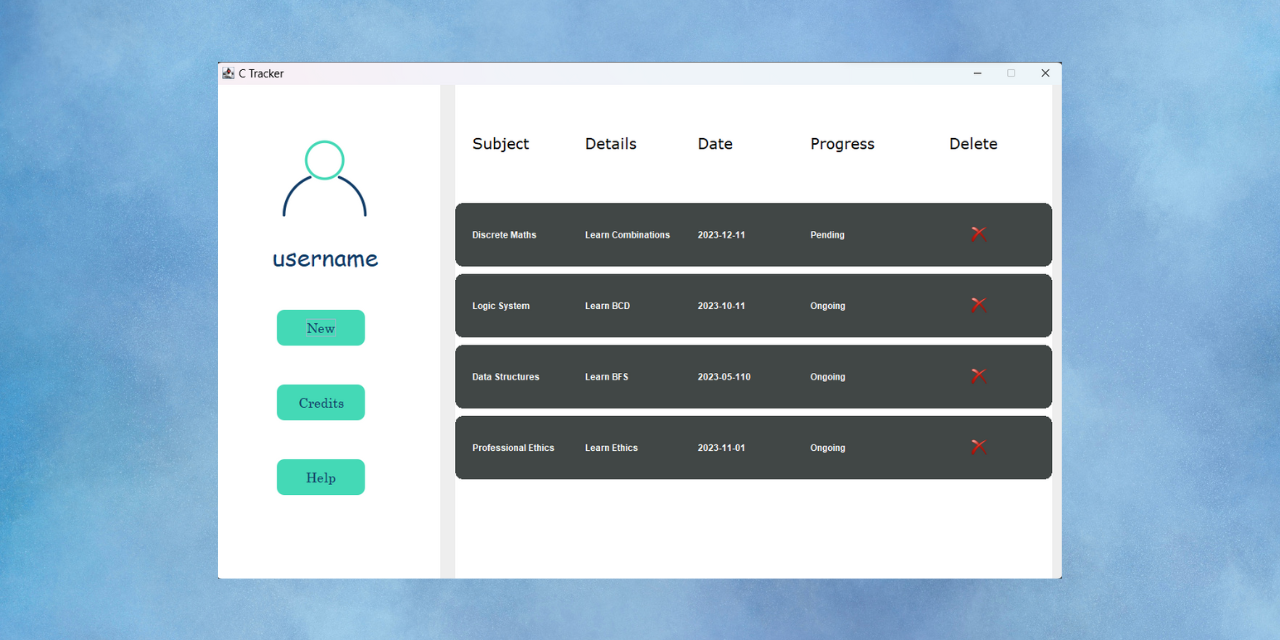 C Tracker
username
New
Credits
Help
Subject Details Date Progress Delete
Discrete Maths Learn Combinations 2023-12-11 Pending
Logic System Learn BCD 2023-10-11 Ongoing
Data Structures Learn BFS 2023-05-110 Ongoing
Professional Ethics Learn Ethics 2023-11-01 Ongoing